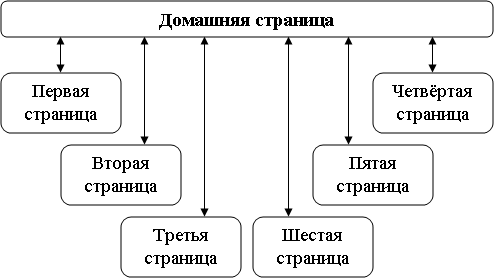 Домашняя страница
Первая
страница
Четвёртая
страница
Вторая
страница
Пятая
страница
Третья
страница
Шестая
страница